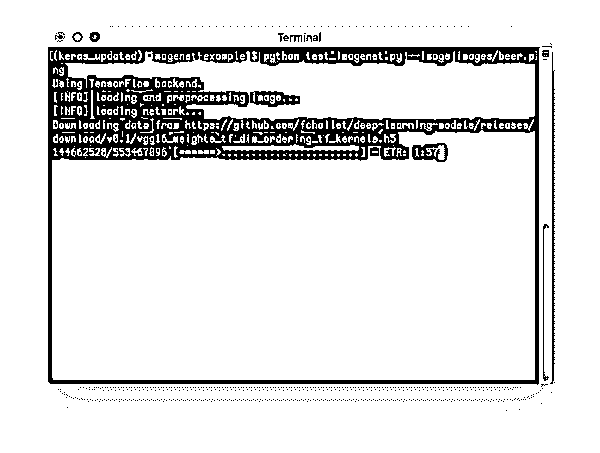 Terminal
(keras_updated) imagenet-example$ python test_imagenet.py --image images/beer.p
ng
Using TensorFlow backend.
[INFO] loading and preprocessing image...
[INFO] loading network...
Downloading data from https://github.com/fchollet/deep-learning-models/releases/
download/v0.1/vgg16_weights_tf_dim_ordering_tf_kernels.h5
144662528/553467096 [======>.......................] - ETA: 1:57